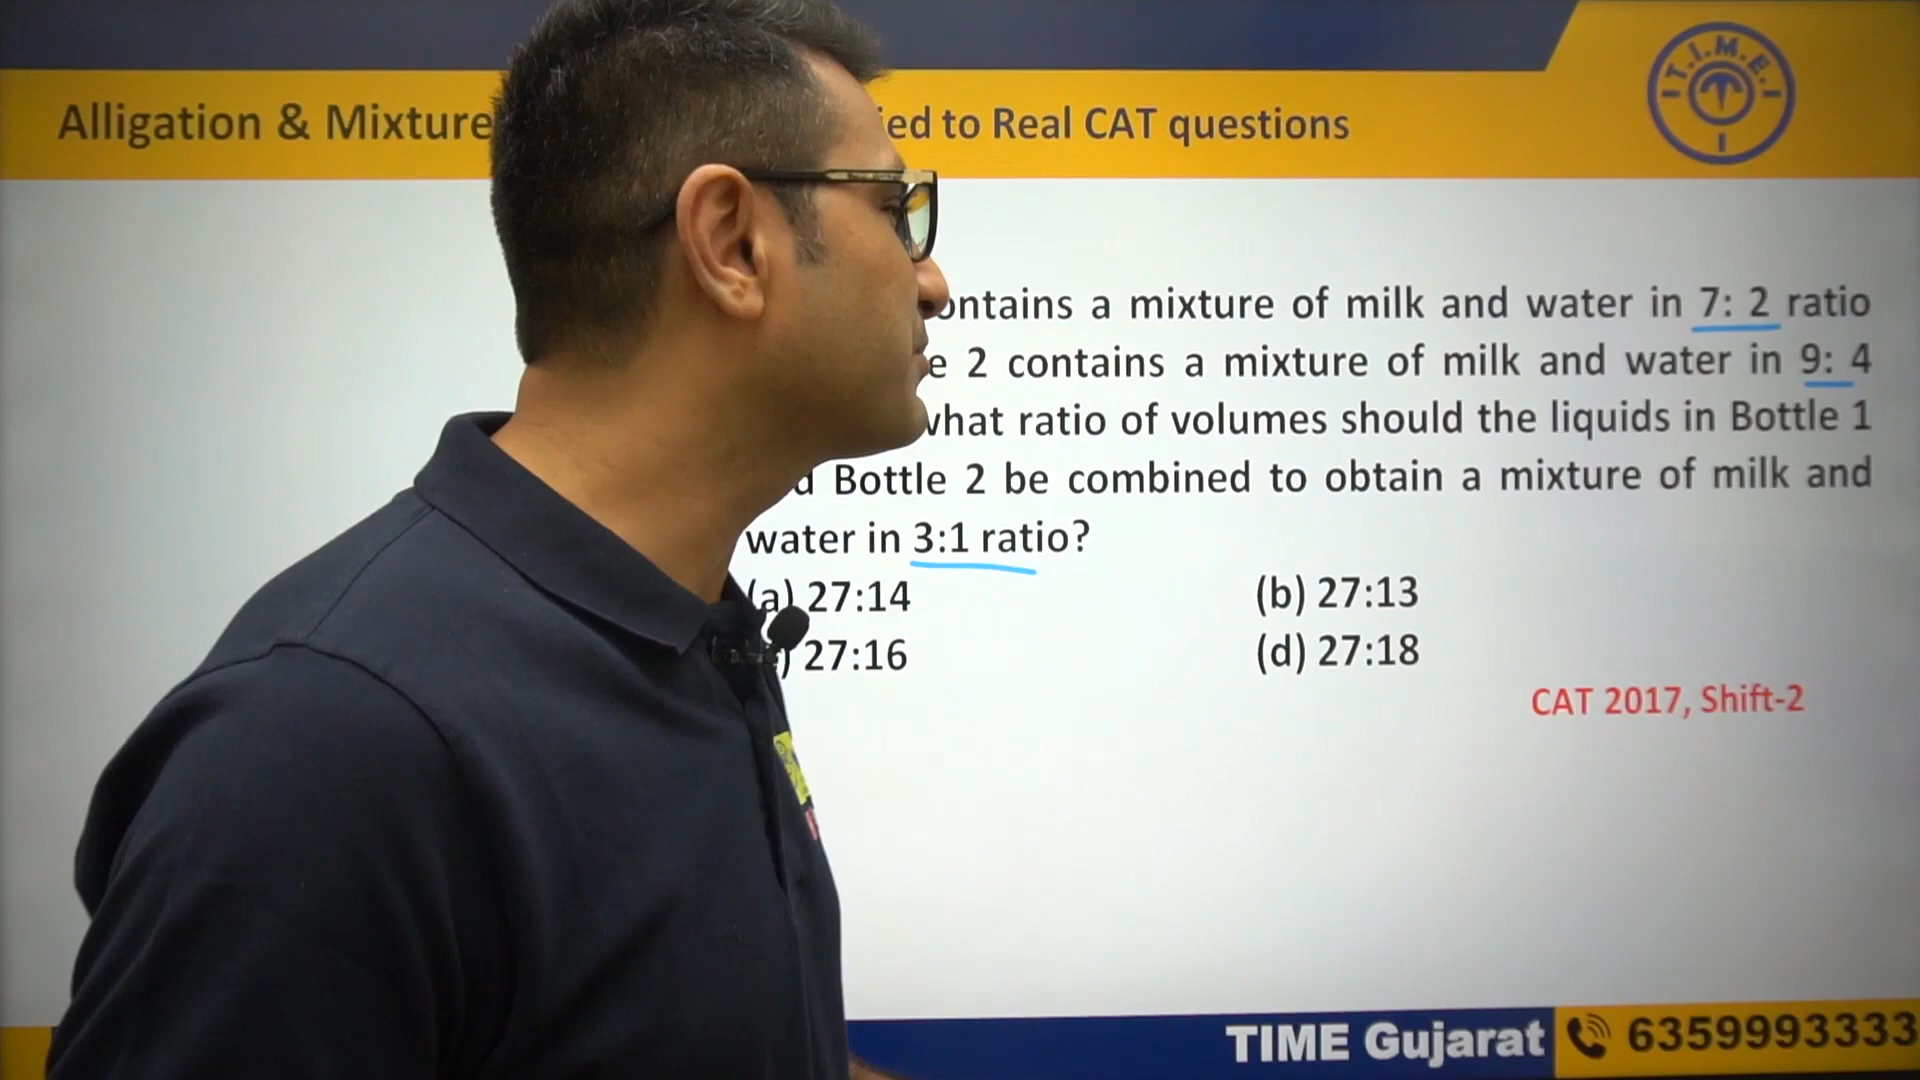 Alligation & Mixture
ied to Real CAT questions
T.I.M.E.
ontains a mixture of milk and water in 7: 2 ratio
e 2 contains a mixture of milk and water in 9: 4
what ratio of volumes should the liquids in Bottle 1
d Bottle 2 be combined to obtain a mixture of milk and
water in 3:1 ratio?
(a) 27:14 (b) 27:13
) 27:16 (d) 27:18
CAT 2017, Shift-2
TIME Gujarat 6359993333